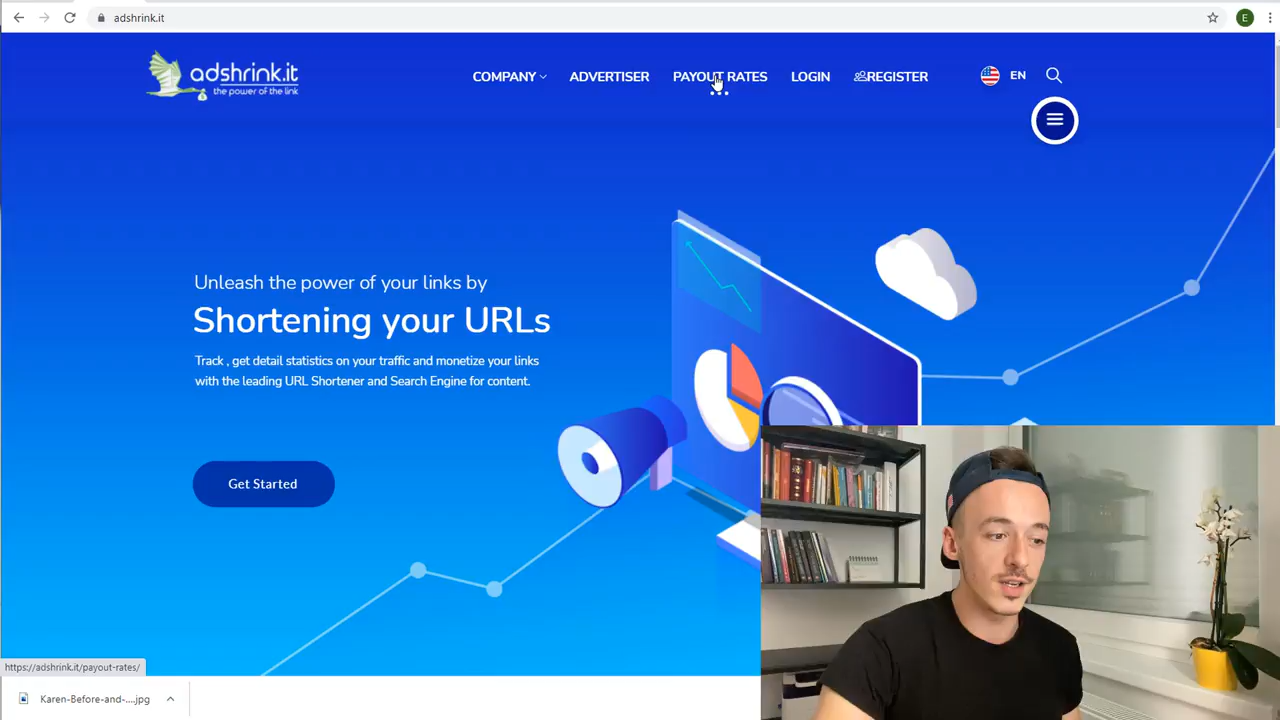 adshrink.it
adshrink.it
the power of the link
COMPANY
ADVERTISER
PAYOUT RATES
LOGIN
REGISTER
EN
Unleash the power of your links by
Shortening your URLs
Track , get detail statistics on your traffic and monetize your links
with the leading URL Shortener and Search Engine for content.
Get Started
https://adshrink.it/payout-rates/
Karen-Before-and-....jpg
E